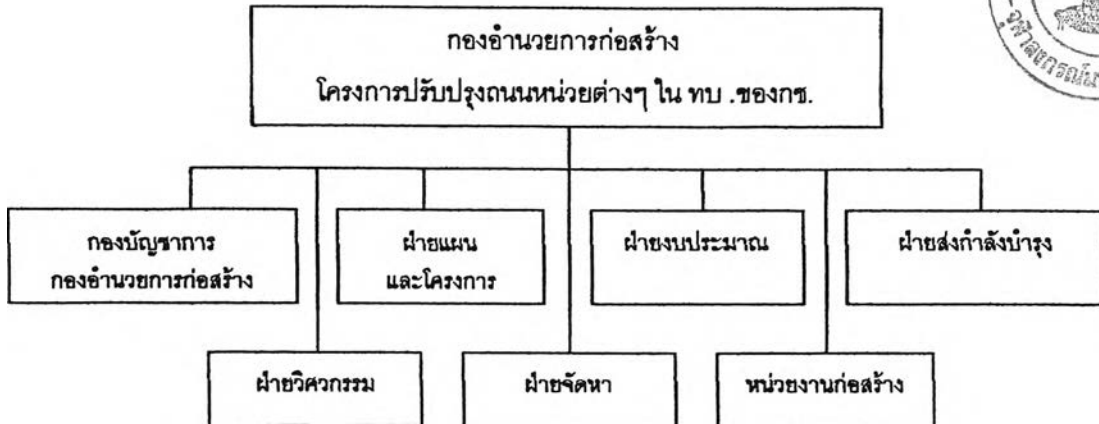 กองอำนวยการก่อสร้าง
โครงการปรับปรุงถนนหน่วยต่างๆ ใน ทบ .ของกช.
กองบัญชาการ
กองอำนวยการก่อสร้าง
ฝ่ายแผน
และโครงการ
ฝ่ายงบประมาณ
ฝ่ายส่งกำลังบำรุง
ฝ่ายวิศวกรรม
ฝ่ายจัดหา
หน่วยงานก่อสร้าง